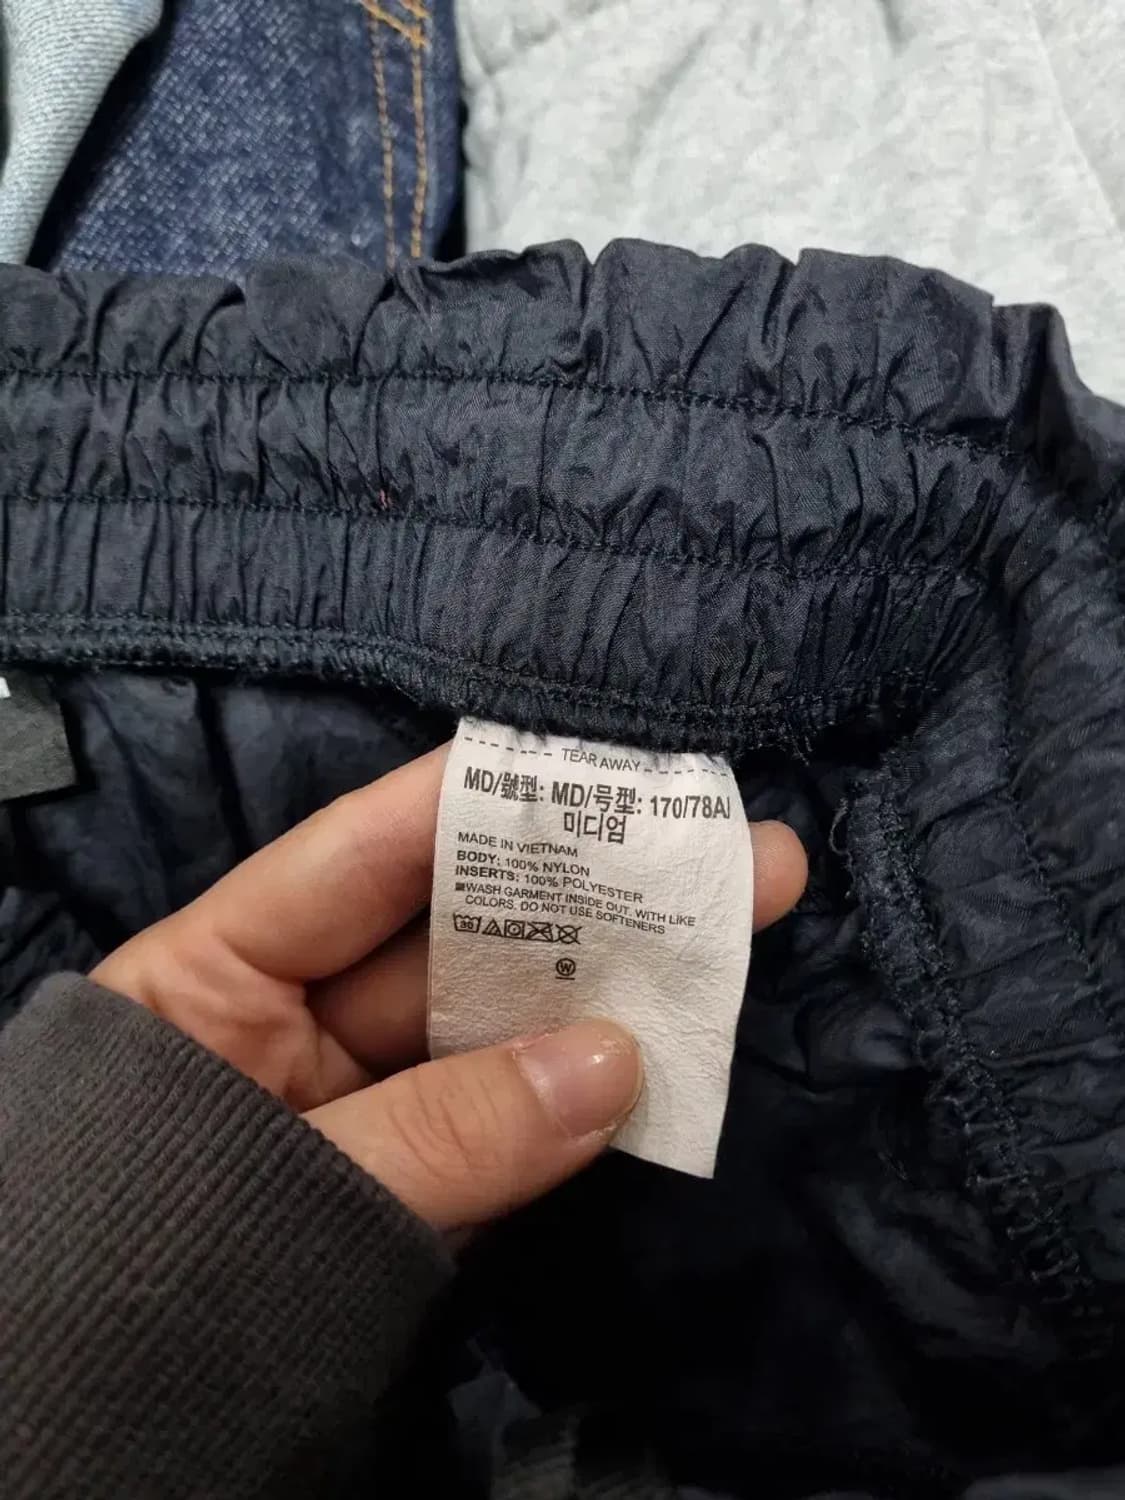 TEAR AWAY
MD/號型: MD/号型: 170/78A
미디엄
MADE IN VIETNAM
BODY: 100% NYLON
INSERTS: 100% POLYESTER
WASH GARMENT INSIDE OUT. WITH LIKE
COLORS. DO NOT USE SOFTENERS
30
W